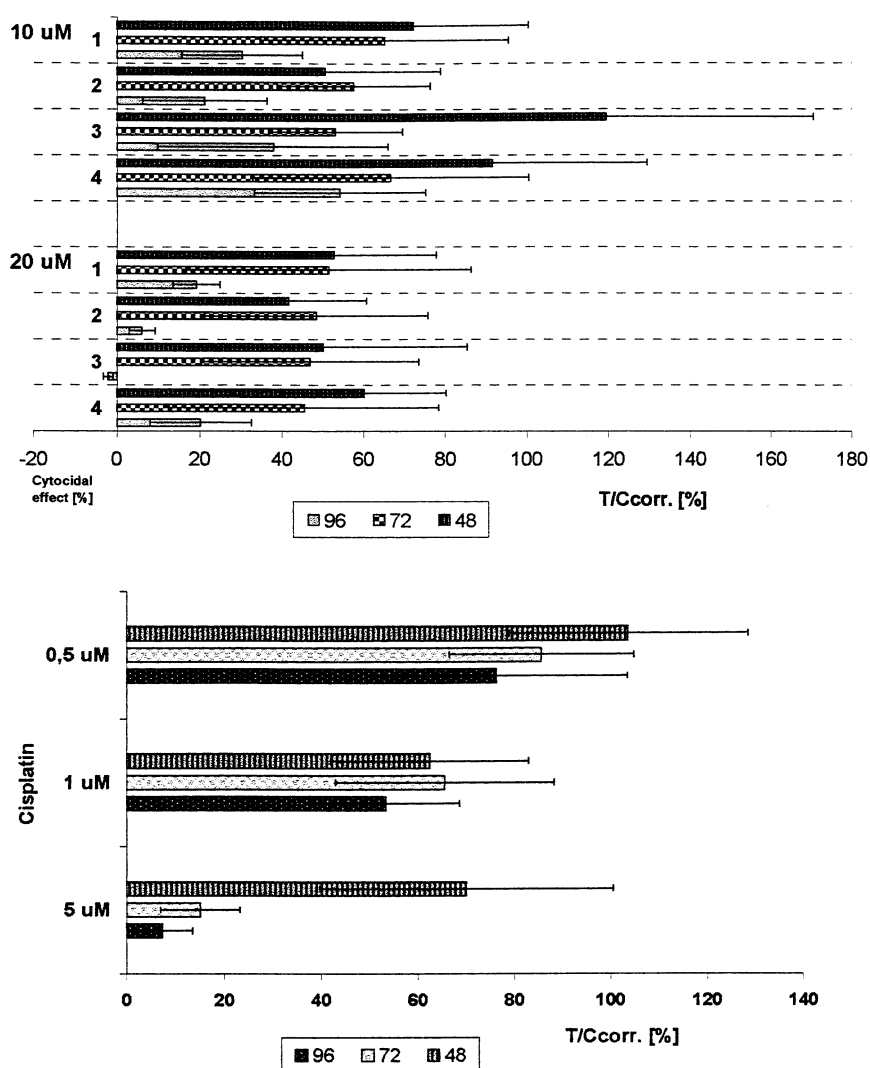 10 uM
1
2
3
4
20 uM
1
2
3
4
-20 0 20 40 60 80 100 120 140 160 180
Cytocidal
effect [%]
T/Ccorr. [%]
96 72 48
0,5 uM
1 uM
5 uM
Cisplatin
0 20 40 60 80 100 120 140
T/Ccorr. [%]
96 72 48